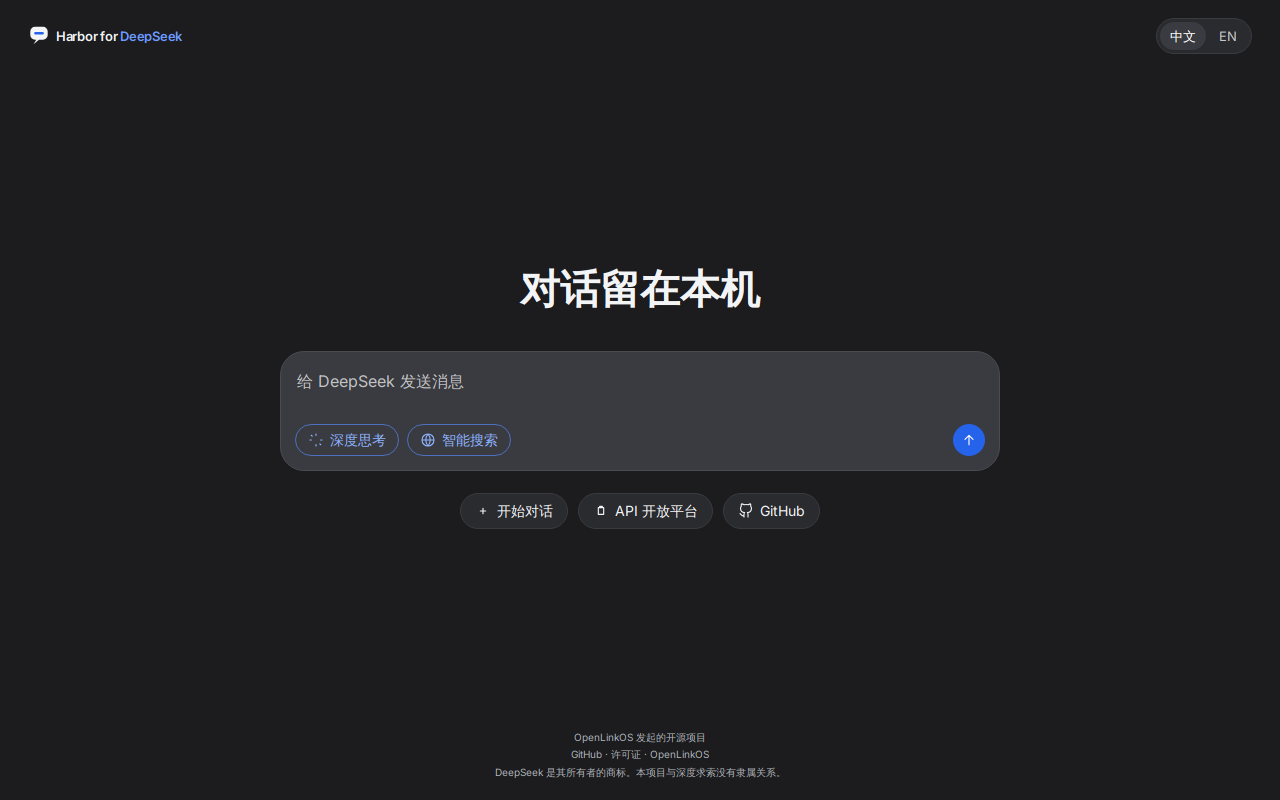 Harbor for DeepSeek
中文 EN
对话留在本机
给 DeepSeek 发送消息
深度思考 智能搜索
开始对话 API 开放平台 GitHub
OpenLinkOS 发起的开源项目
GitHub · 许可证 · OpenLinkOS
DeepSeek 是其所有者的商标。本项目与深度求索没有隶属关系。